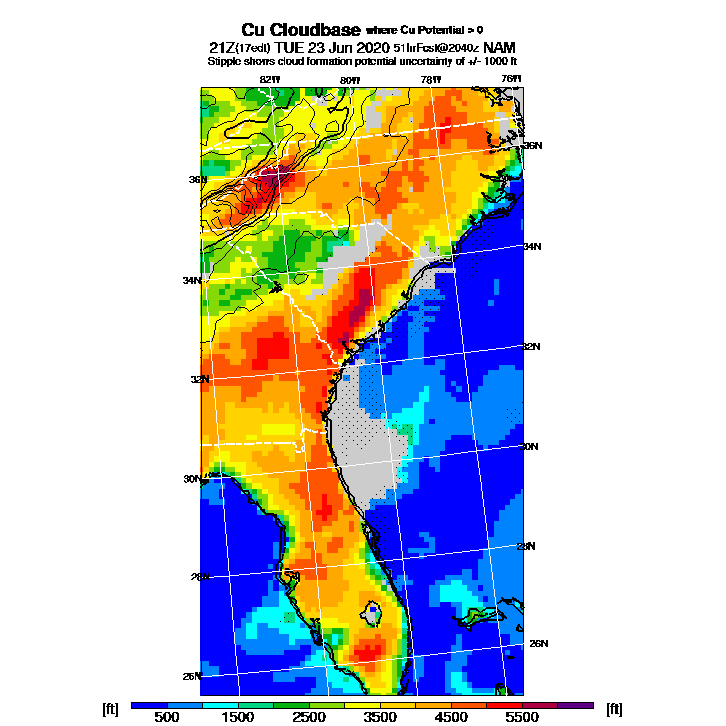 Cu Cloudbase where Cu Potential > 0
21Z(17edt) TUE 23 Jun 2020 51hrFcst@2040z NAM
Stipple shows cloud formation potential uncertainty of +/- 1000 ft
82W 80W 78W 76W
36N
36N
34N
34N
32N
32N
30N
30N
28N
28N
26N
26N
[ft] 500 1500 2500 3500 4500 5500 [ft]